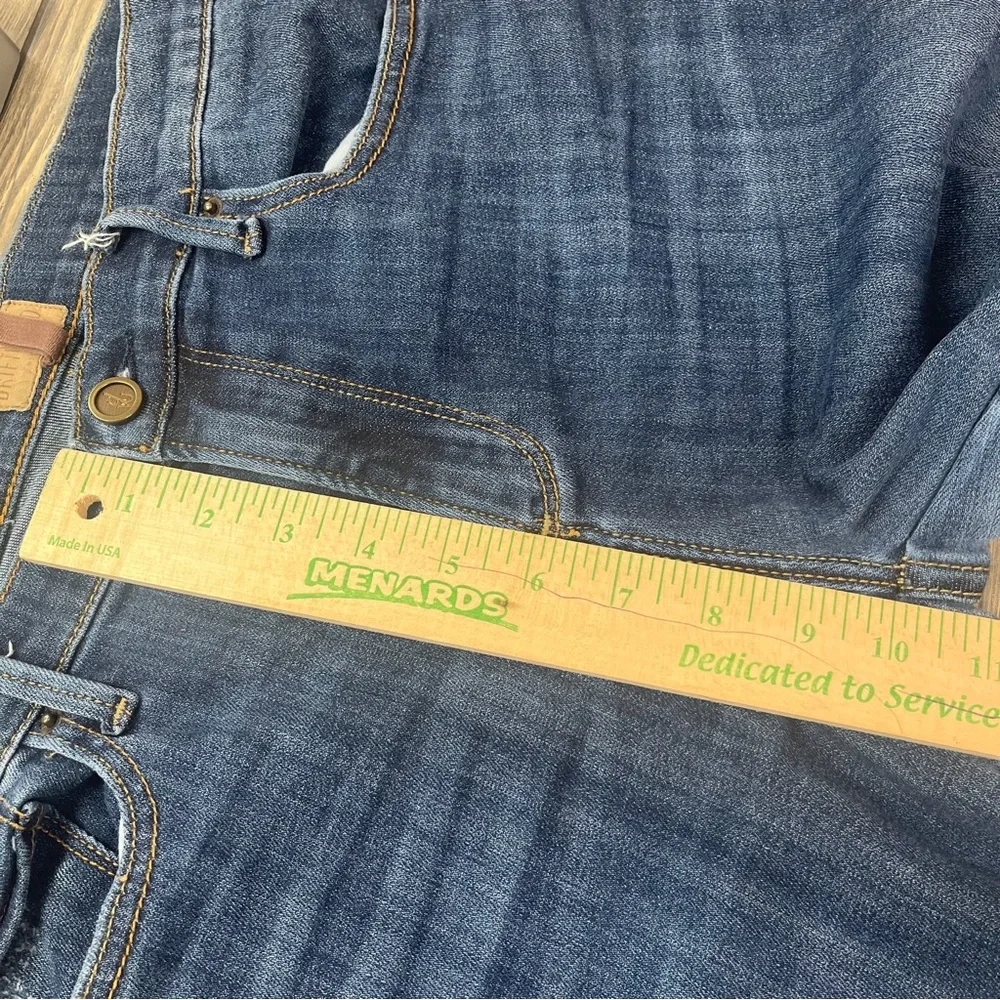 1 2 3 4 5 6 7 8 9 10 11
Made In USA
MENARDS
Dedicated to Service